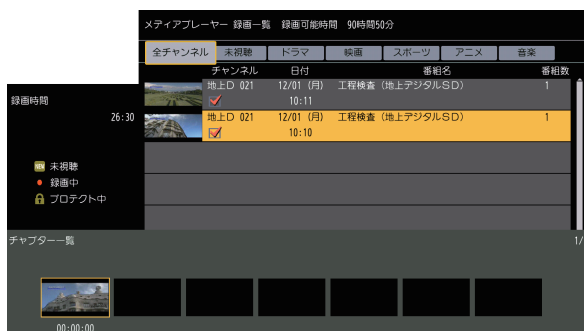 メディアプレーヤー 録画一覧 録画可能時間 90時間50分
全チャンネル 未視聴 ドラマ 映画 スポーツ アニメ 音楽
チャンネル 日付 番組名 番組数
地上D 021 12/01 (月) 工程検査(地上デジタルSD) 1
10:11
録画時間
26:30
地上D 021 12/01 (月) 工程検査(地上デジタルSD) 1
10:10
NEW 未視聴
録画中
プロテクト中
チャプター一覧 1/
00:00:00